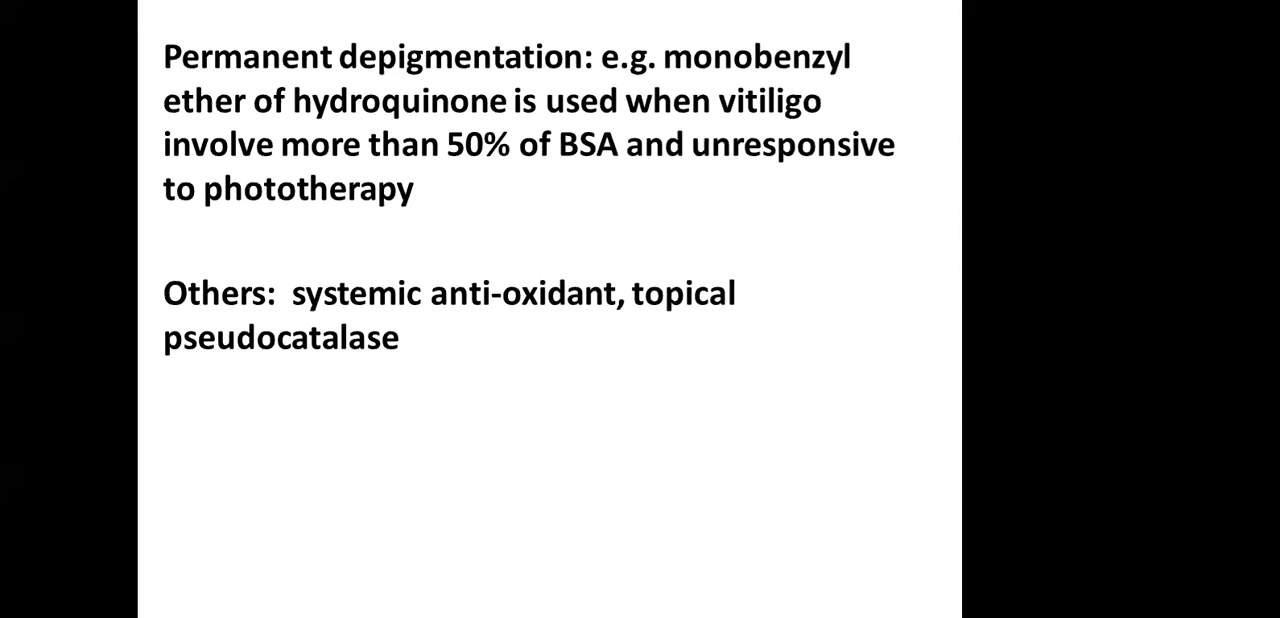 Permanent depigmentation: e.g. monobenzyl
ether of hydroquinone is used when vitiligo
involve more than 50% of BSA and unresponsive
to phototherapy
Others:  systemic anti-oxidant, topical
pseudocatalase